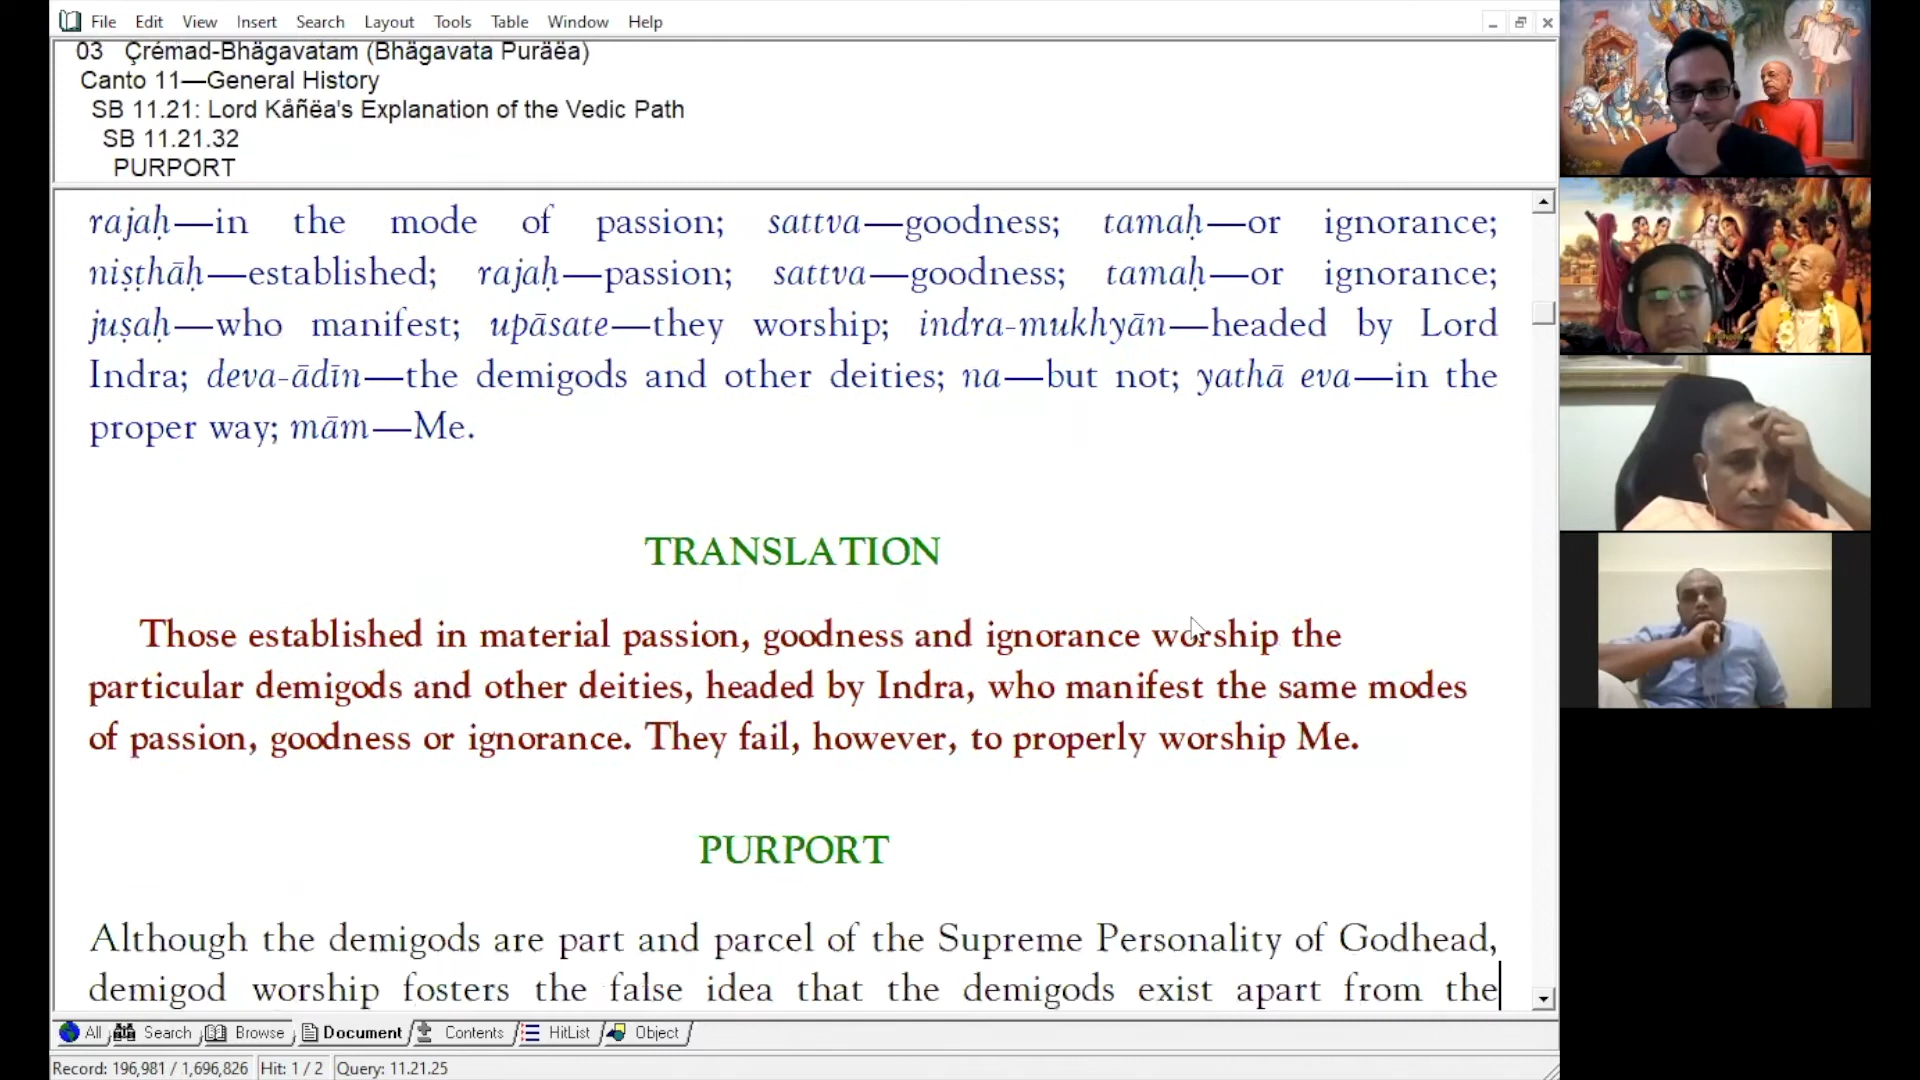 File Edit View Insert Search Layout Tools Table Window Help
03 Çrémad-Bhägavatam (Bhägavata Puräëa)
Canto 11—General History
SB 11.21: Lord Kåñëa's Explanation of the Vedic Path
SB 11.21.32
PURPORT
rajaḥ—in the mode of passion; sattva—goodness; tamaḥ—or ignorance;
niṣṭhāḥ—established; rajaḥ—passion; sattva—goodness; tamaḥ—or ignorance;
juṣaḥ—who manifest; upāsate—they worship; indra-mukhyān—headed by Lord
Indra; deva-ādīn—the demigods and other deities; na—but not; yathā eva—in the
proper way; mām—Me.
TRANSLATION
Those established in material passion, goodness and ignorance worship the
particular demigods and other deities, headed by Indra, who manifest the same modes
of passion, goodness or ignorance. They fail, however, to properly worship Me.
PURPORT
Although the demigods are part and parcel of the Supreme Personality of Godhead,
demigod worship fosters the false idea that the demigods exist apart from the
All Search Browse Document Contents HitList Object
Record: 196,981 / 1,696,826 Hit: 1 / 2 Query: 11.21.25